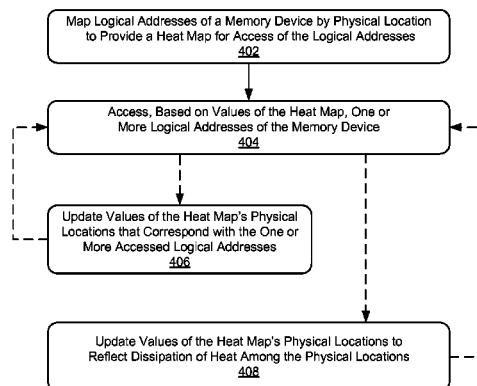 Map Logical Addresses of a Memory Device by Physical Location
to Provide a Heat Map for Access of the Logical Addresses
402
Access, Based on Values of the Heat Map, One or
More Logical Addresses of the Memory Device
404
Update Values of the Heat Map's Physical
Locations that Correspond with the One or
More Accessed Logical Addresses
406
Update Values of the Heat Map's Physical Locations to
Reflect Dissipation of Heat Among the Physical Locations
408